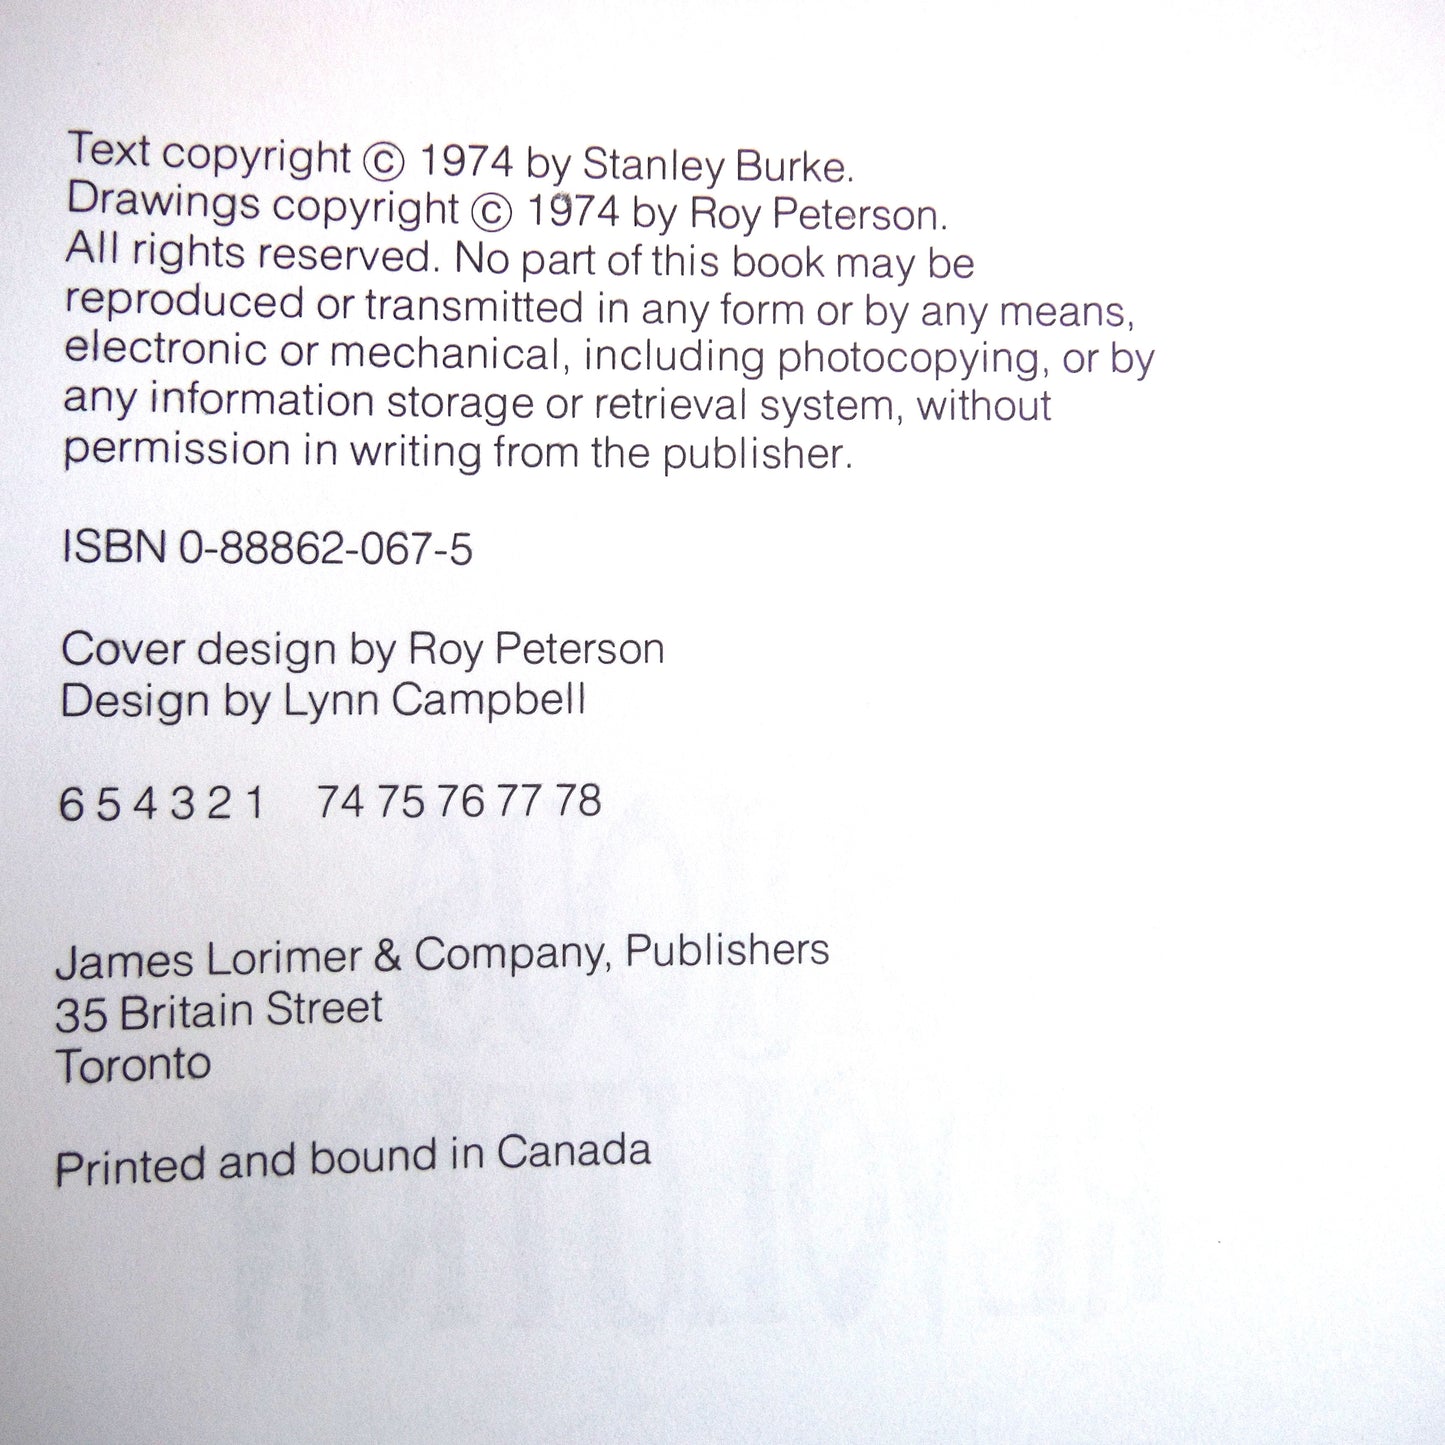 Text copyright © 1974 by Stanley Burke.
Drawings copyright © 1974 by Roy Peterson.
All rights reserved. No part of this book may be
reproduced or transmitted in any form or by any means,
electronic or mechanical, including photocopying, or by
any information storage or retrieval system, without
permission in writing from the publisher.
ISBN 0-88862-067-5
Cover design by Roy Peterson
Design by Lynn Campbell
6 5 4 3 2 1 74 75 76 77 78
James Lorimer & Company, Publishers
35 Britain Street
Toronto
Printed and bound in Canada